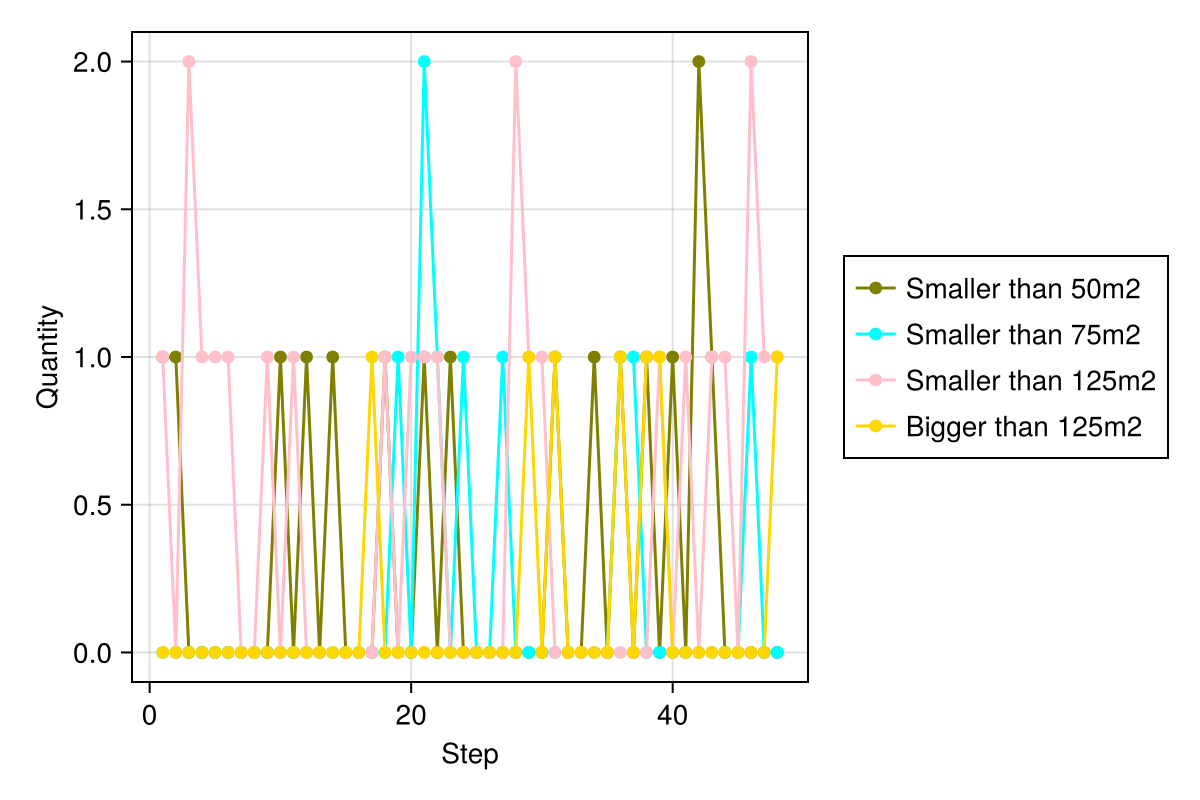 2.0
1.5
1.0
0.5
0.0
Quantity
0
20
40
Step
Smaller than 50m2
Smaller than 75m2
Smaller than 125m2
Bigger than 125m2